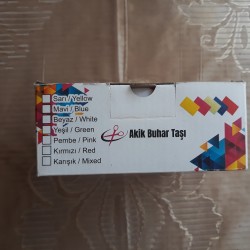 Sarı / Yellow
Mavi / Blue
Beyaz / White
Yeşil / Green
Pembe / Pink
Kırmızı / Red
Karışık / Mixed
Akik Buhar Taşı